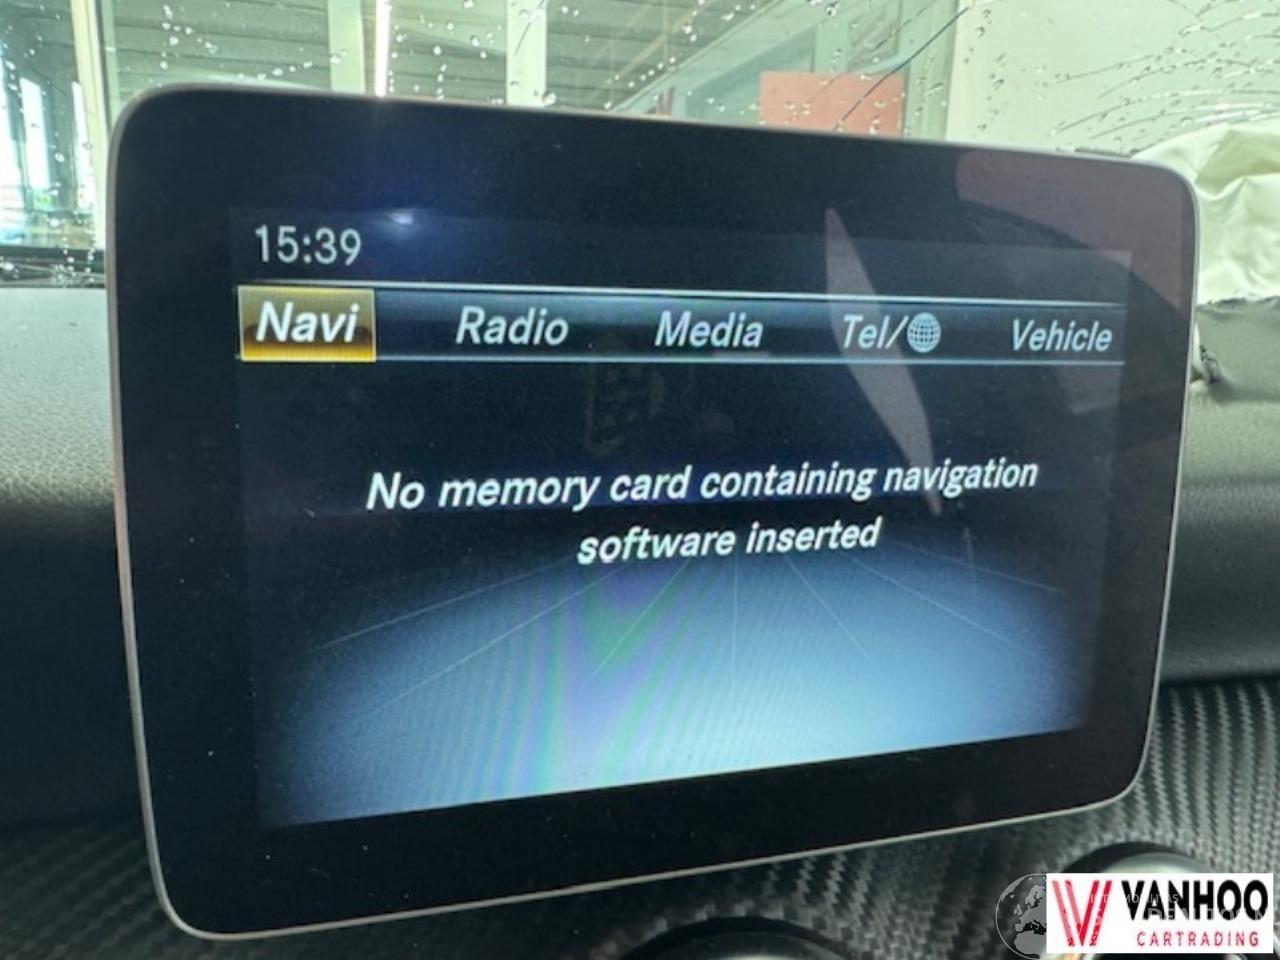 15:39
Navi Radio Media Tel/ Vehicle
No memory card containing navigation
software inserted
VANHOO
CARTRADING